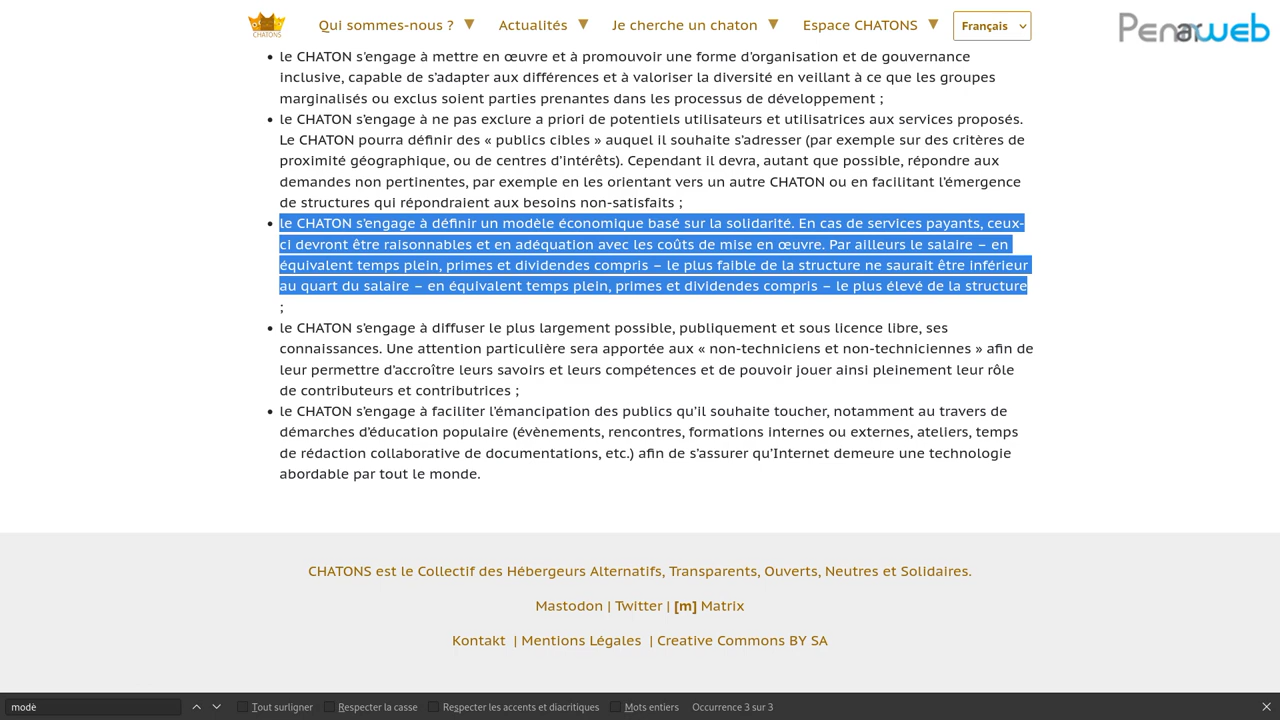 CHATONS
Qui sommes-nous ? ▼ Actualités ▼ Je cherche un chaton ▼ Espace CHATONS ▼ Français
Penarweb
• le CHATON s'engage à mettre en œuvre et à promouvoir une forme d'organisation et de gouvernance
inclusive, capable de s'adapter aux différences et à valoriser la diversité en veillant à ce que les groupes
marginalisés ou exclus soient parties prenantes dans les processus de développement ;
• le CHATON s'engage à ne pas exclure a priori de potentiels utilisateurs et utilisatrices aux services proposés.
Le CHATON pourra définir des « publics cibles » auquel il souhaite s'adresser (par exemple sur des critères de
proximité géographique, ou de centres d'intérêts). Cependant il devra, autant que possible, répondre aux
demandes non pertinentes, par exemple en les orientant vers un autre CHATON ou en facilitant l'émergence
de structures qui répondraient aux besoins non-satisfaits ;
• le CHATON s'engage à définir un modèle économique basé sur la solidarité. En cas de services payants, ceux-
ci devront être raisonnables et en adéquation avec les coûts de mise en œuvre. Par ailleurs le salaire – en
équivalent temps plein, primes et dividendes compris – le plus faible de la structure ne saurait être inférieur
au quart du salaire – en équivalent temps plein, primes et dividendes compris – le plus élevé de la structure
;
• le CHATON s'engage à diffuser le plus largement possible, publiquement et sous licence libre, ses
connaissances. Une attention particulière sera apportée aux « non-techniciens et non-techniciennes » afin de
leur permettre d'accroître leurs savoirs et leurs compétences et de pouvoir jouer ainsi pleinement leur rôle
de contributeurs et contributrices ;
• le CHATON s'engage à faciliter l'émancipation des publics qu'il souhaite toucher, notamment au travers de
démarches d'éducation populaire (évènements, rencontres, formations internes ou externes, ateliers, temps
de rédaction collaborative de documentations, etc.) afin de s'assurer qu'Internet demeure une technologie
abordable par tout le monde.
CHATONS est le Collectif des Hébergeurs Alternatifs, Transparents, Ouverts, Neutres et Solidaires.
Mastodon | Twitter | [m] Matrix
Kontakt | Mentions Légales | Creative Commons BY SA
modè Tout surligner Respecter la casse Respecter les accents et diacritiques Mots entiers Occurrence 3 sur 3